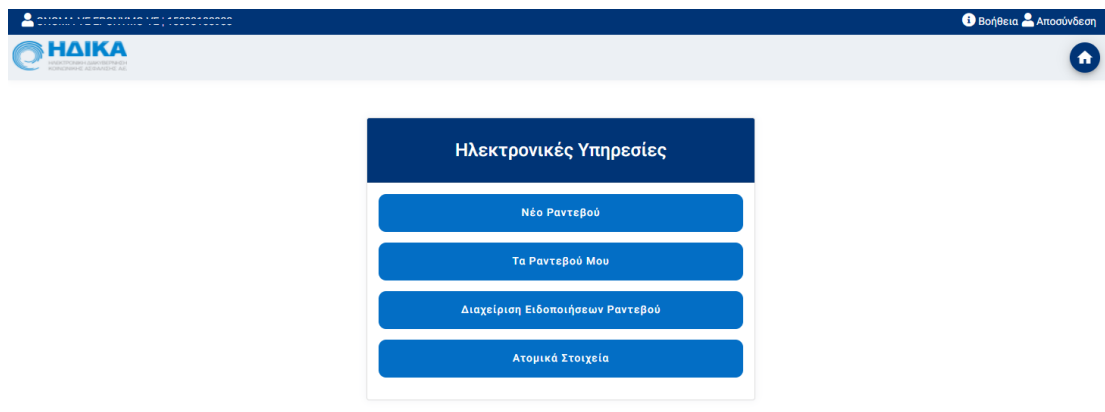 Βοήθεια Αποσύνδεση
ΗΔΙΚΑ
Ηλεκτρονικές Υπηρεσίες
Νέο Ραντεβού
Τα Ραντεβού Μου
Διαχείριση Ειδοποιήσεων Ραντεβού
Ατομικά Στοιχεία